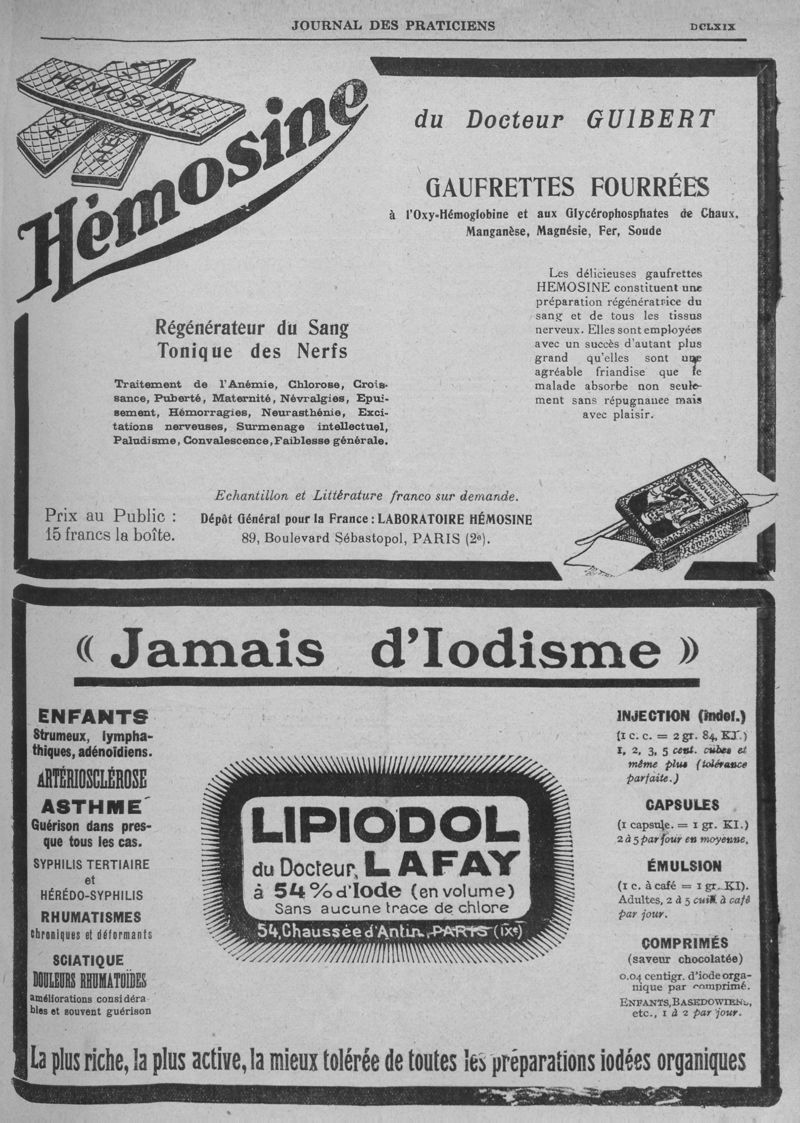 JOURNAL DES PRATICIENS
DCLXIX
HEMOSINE
Hémosine
du Docteur GUIBERT
GAUFRETTES FOURRÉES
à l'Oxy-Hémoglobine et aux Glycérophosphates de Chaux,
Manganèse, Magnésie, Fer, Soude
Les délicieuses gaufrettes
HEMOSINE constituent une
préparation régénératrice du
sang et de tous les tissus
nerveux. Elles sont employées
avec un succès d'autant plus
grand qu'elles sont une
agréable friandise que le
malade absorbe non seule-
ment sans répugnance mais
avec plaisir.
Régénérateur du Sang
Tonique des Nerfs
Traitement de l'Anémie, Chlorose, Crois-
sance, Puberté, Maternité, Névralgies, Epui-
sement, Hémorragies, Neurasthénie, Exci-
tations nerveuses, Surmenage intellectuel,
Paludisme, Convalescence, Faiblesse générale.
Echantillon et Littérature franco sur demande.
Prix au Public :
15 francs la boîte.
Dépôt Général pour la France : LABORATOIRE HÉMOSINE
89, Boulevard Sébastopol, PARIS (2e).
« Jamais d'Iodisme »
ENFANTS
Strumeux, lympha-
thiques, adénoïdiens.
ARTÉRIOSCLÉROSE
ASTHME
Guérison dans pres-
que tous les cas.
SYPHILIS TERTIAIRE
et
HÉRÉDO-SYPHILIS
RHUMATISMES
chroniques et déformants
SCIATIQUE
DOULEURS RHUMATOÏDES
améliorations considéra
bles et souvent guérison
LIPIODOL
du Docteur LAFAY
à 54 % d'Iode (en volume)
Sans aucune trace de chlore
54, Chaussée d'Antin, PARIS (IXe)
INJECTION (indol.)
(1 c. c. = 2 gr. 84, KI.)
1, 2, 3, 5 cent. cubes et
même plus (tolérance
parfaite.)
CAPSULES
(1 capsule. = 1 gr. KI.)
2 à 5 par jour en moyenne,
ÉMULSION
(1 c. à café = 1 gr. KI).
Adultes, 2 à 5 cuil. à café
par jour.
COMPRIMÉS
(saveur chocolatée)
0.04 centigr. d'iode orga-
nique par comprimé.
ENFANTS, BASEDOWIENS,
etc., 1 à 2 par jour.
La plus riche, la plus active, la mieux tolérée de toutes les préparations iodées organiques